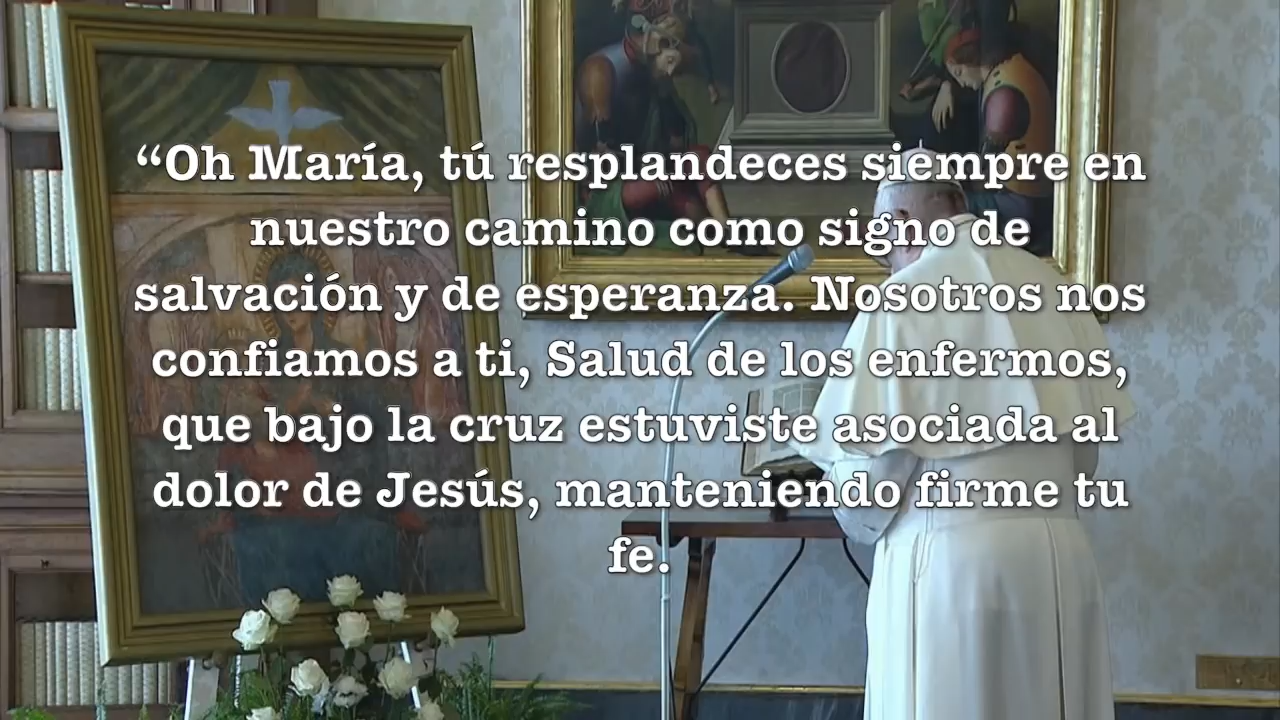 “Oh María, tú resplandeces siempre en
nuestro camino como signo de
salvación y de esperanza. Nosotros nos
confiamos a ti, Salud de los enfermos,
que bajo la cruz estuviste asociada al
dolor de Jesús, manteniendo firme tu
fe.